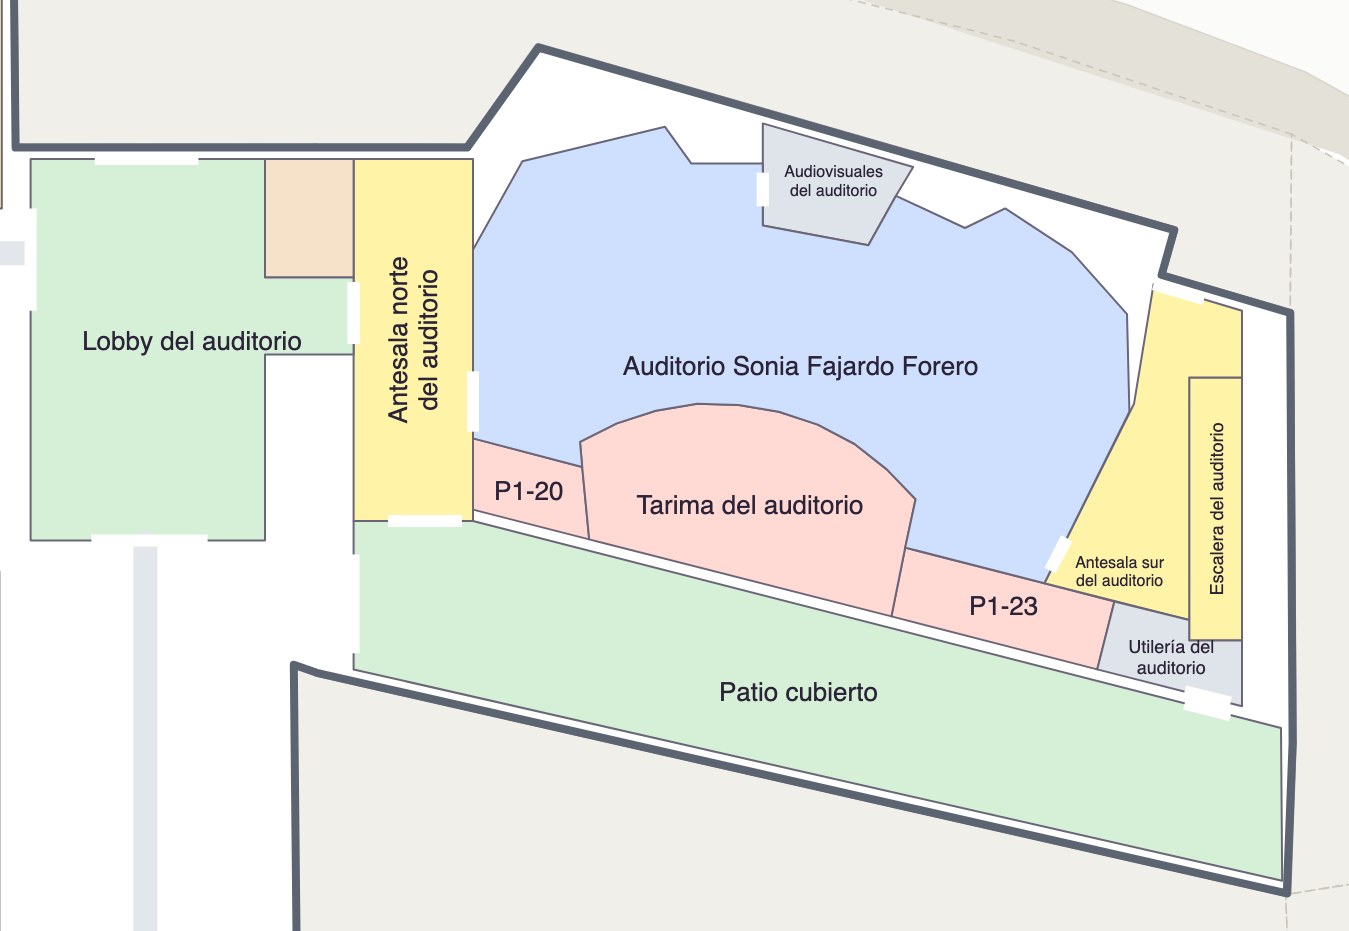 Audiovisuales
del auditorio
Lobby del auditorio
Antesala norte
del auditorio
Auditorio Sonia Fajardo Forero
P1-20
Tarima del auditorio
Antesala sur
del auditorio
Escalera del auditorio
P1-23
Utilería del
auditorio
Patio cubierto